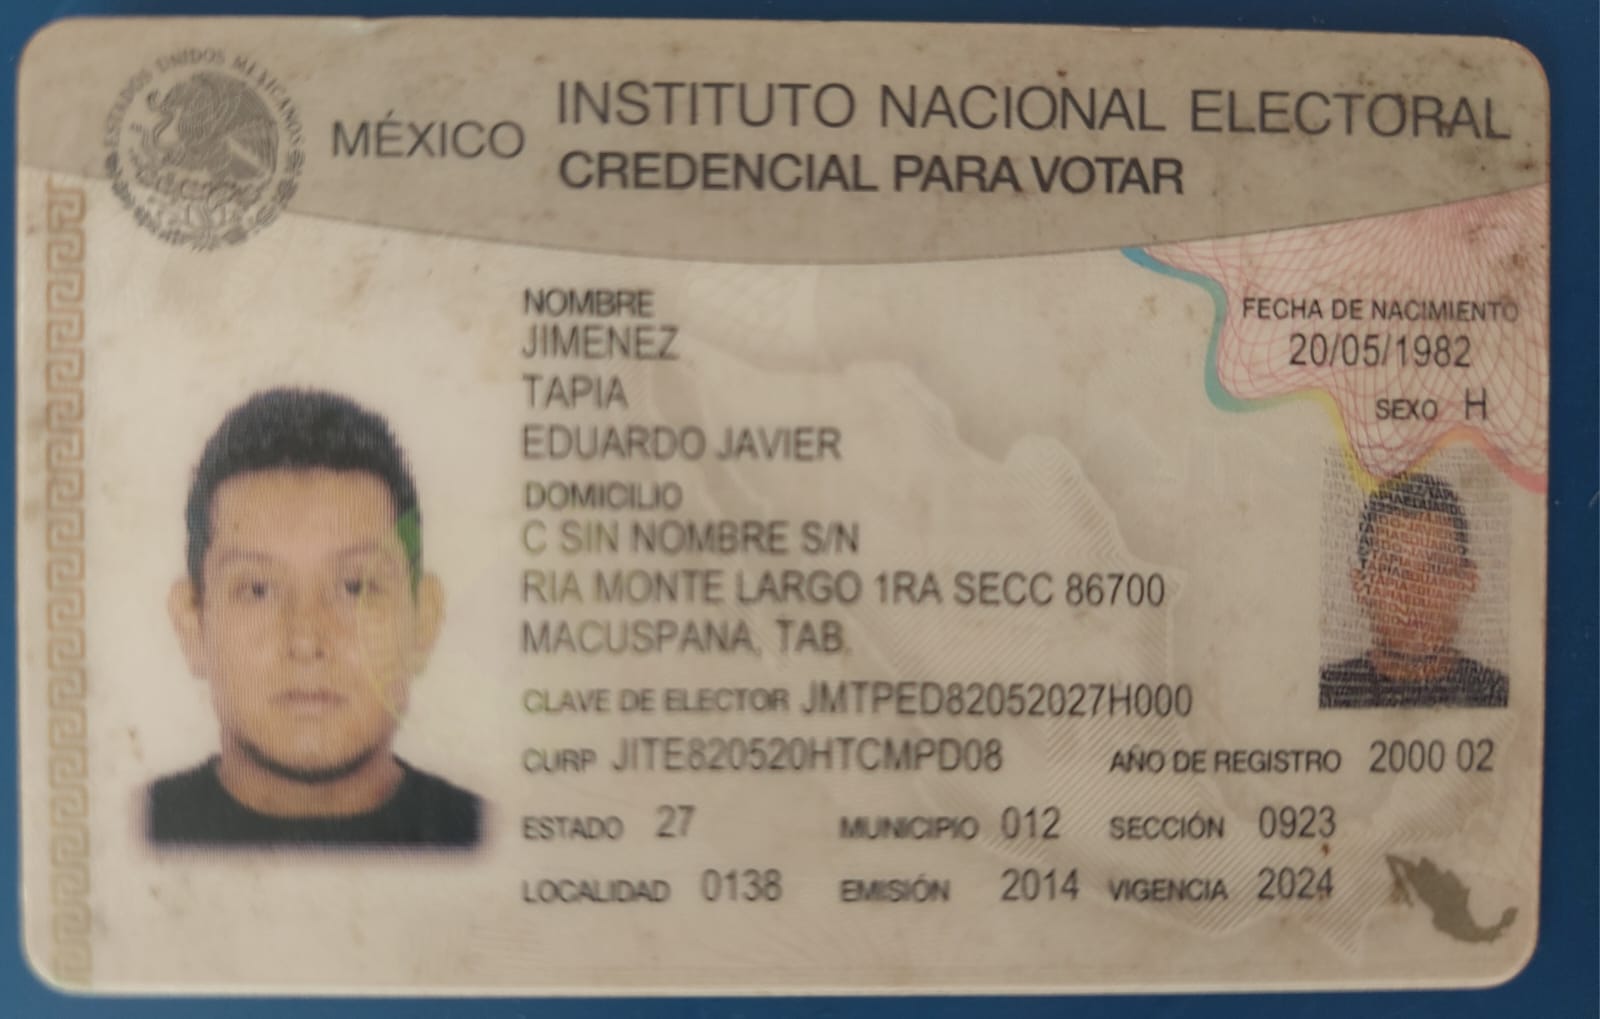 ESTADOS UNIDOS MEXICANOS
MÉXICO
INSTITUTO NACIONAL ELECTORAL
CREDENCIAL PARA VOTAR
NOMBRE
JIMENEZ
TAPIA
EDUARDO JAVIER
FECHA DE NACIMIENTO
20/05/1982
SEXO H
DOMICILIO
C SIN NOMBRE S/N
RIA MONTE LARGO 1RA SECC 86700
MACUSPANA, TAB.
CLAVE DE ELECTOR JMTPED82052027H000
CURP JITE820520HTCMPD08 AÑO DE REGISTRO 2000 02
ESTADO 27 MUNICIPIO 012 SECCIÓN 0923
LOCALIDAD 0138 EMISIÓN 2014 VIGENCIA 2024